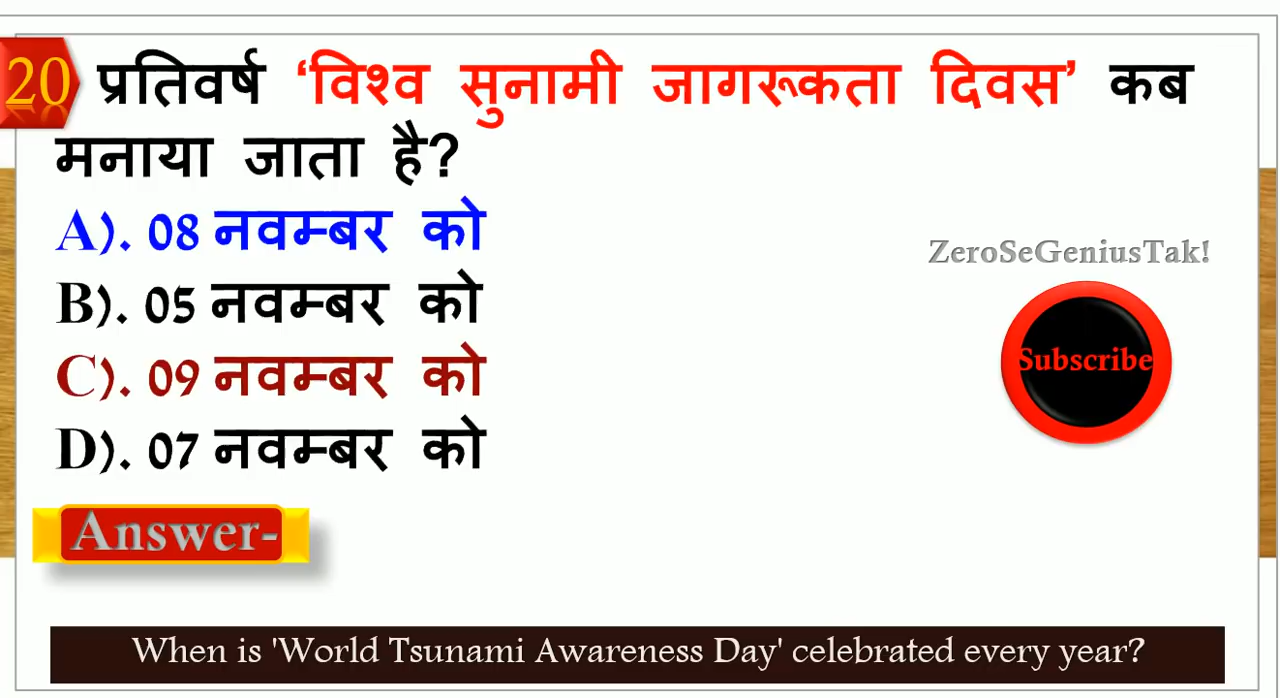 20 प्रतिवर्ष ‘विश्व सुनामी जागरूकता दिवस’ कब
मनाया जाता है?
A). 08 नवम्बर को
B). 05 नवम्बर को
C). 09 नवम्बर को
D). 07 नवम्बर को
ZeroSeGeniusTak!
Subscribe
Answer-
When is 'World Tsunami Awareness Day' celebrated every year?